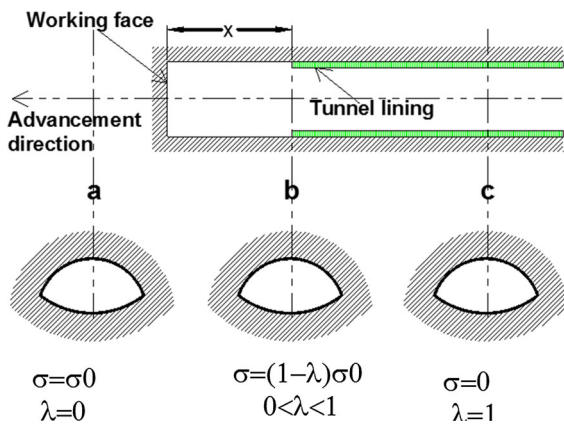 Working face
x
Tunnel lining
Advancement direction
a b c
σ=σ0 σ=(1−λ)σ0 σ=0
λ=0 0<λ<1 λ=1